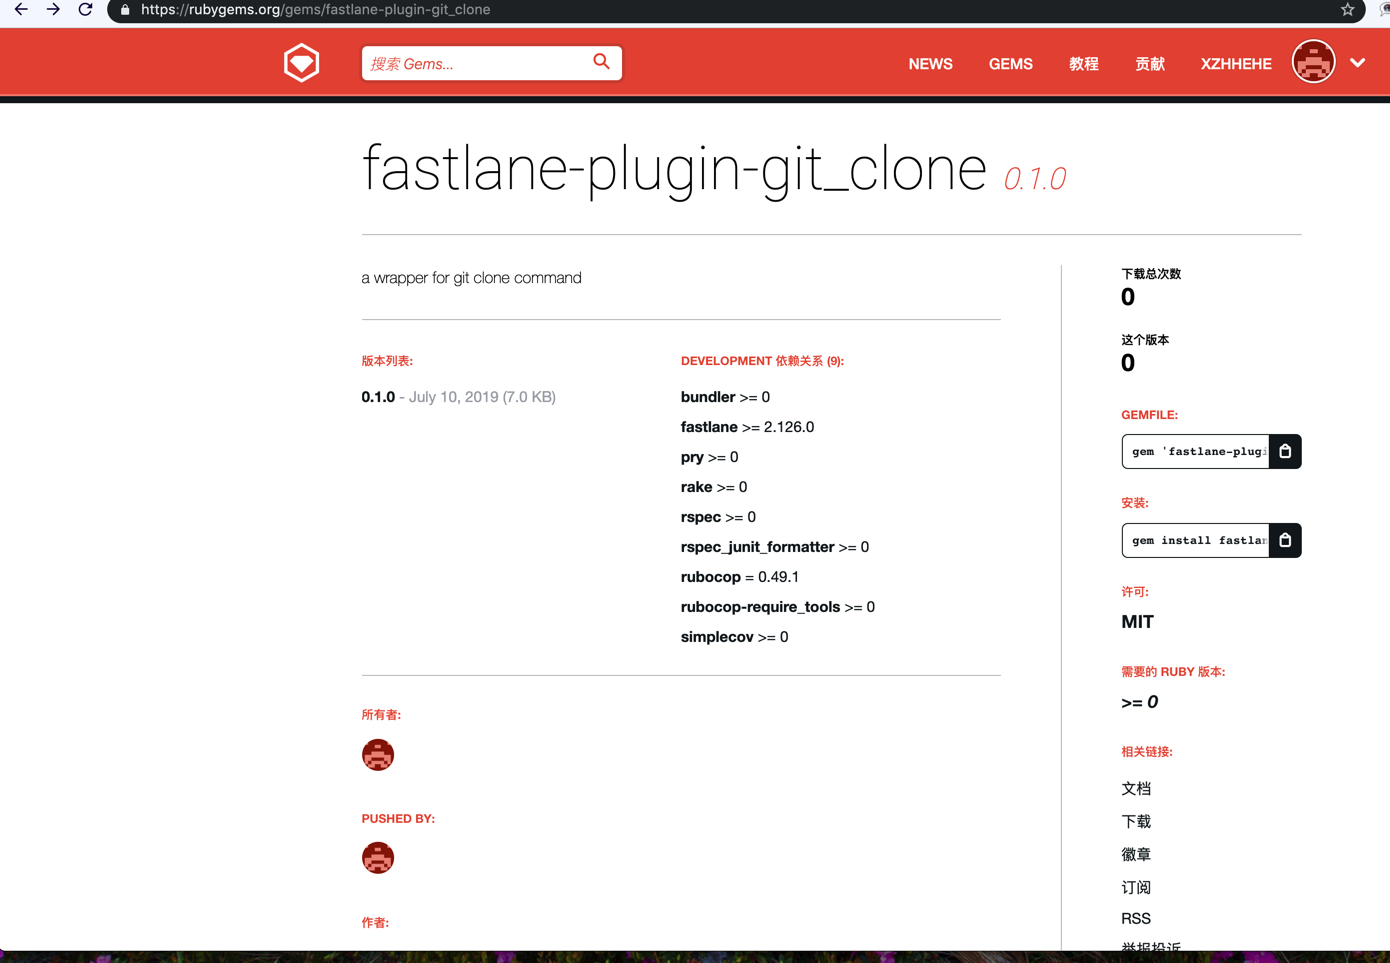 https://rubygems.org/gems/fastlane-plugin-git_clone
搜索 Gems...
NEWS
GEMS
教程
贡献
XZHHEHE
fastlane-plugin-git_clone 0.1.0
a wrapper for git clone command
版本列表:
0.1.0 - July 10, 2019 (7.0 KB)
DEVELOPMENT 依赖关系 (9):
bundler >= 0
fastlane >= 2.126.0
pry >= 0
rake >= 0
rspec >= 0
rspec_junit_formatter >= 0
rubocop = 0.49.1
rubocop-require_tools >= 0
simplecov >= 0
所有者:
PUSHED BY:
作者:
下载总次数
0
这个版本
0
GEMFILE:
gem 'fastlane-plugi
安装:
gem install fastlan
许可:
MIT
需要的 RUBY 版本:
>= 0
相关链接:
文档
下载
徽章
订阅
RSS
举报投诉